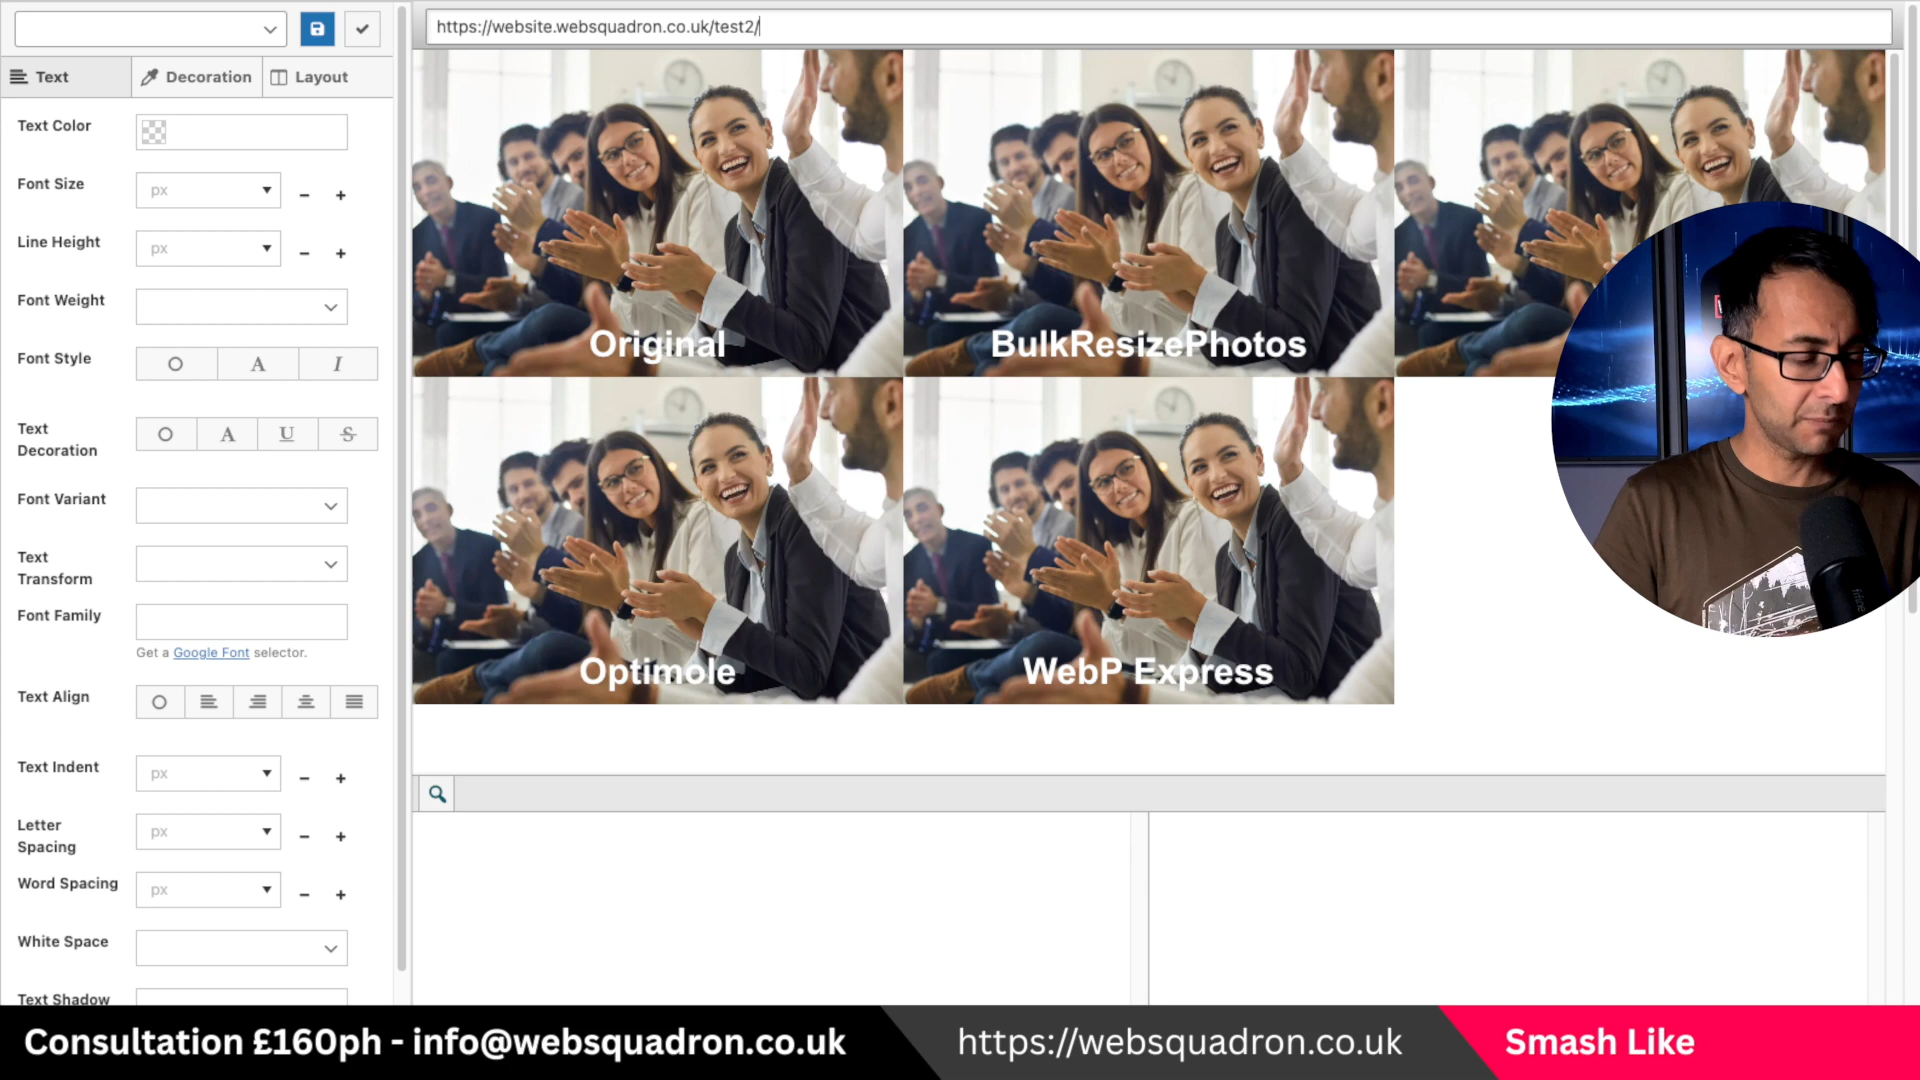 https://website.websquadron.co.uk/test2/
Text
Decoration
Layout
Text Color
Font Size
px
Line Height
px
Font Weight
Font Style
A
I
Text
Decoration
A
U
S
Font Variant
Text
Transform
Font Family
Get a Google Font selector.
Text Align
Text Indent
px
Letter
Spacing
px
Word Spacing
px
White Space
Text Shadow
Original
BulkResizePhotos
Optimole
WebP Express
Consultation £160ph - info@websquadron.co.uk
https://websquadron.co.uk
Smash Like